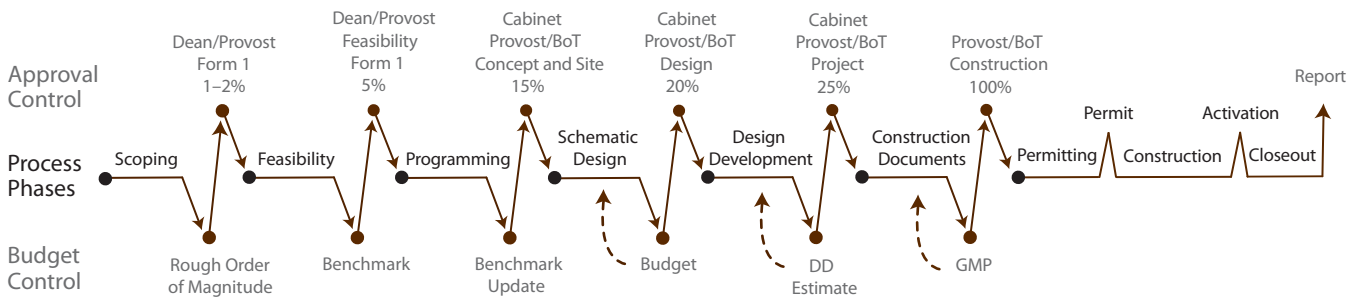 Approval
Control
Dean/Provost
Form 1
1–2%
Dean/Provost
Feasibility
Form 1
5%
Cabinet
Provost/BoT
Concept and Site
15%
Cabinet
Provost/BoT
Design
20%
Cabinet
Provost/BoT
Project
25%
Provost/BoT
Construction
100%
Report
Process
Phases
Scoping
Feasibility
Programming
Schematic
Design
Design
Development
Construction
Documents
Permitting
Permit
Construction
Activation
Closeout
Budget
Control
Rough Order
of Magnitude
Benchmark
Benchmark
Update
Budget
DD
Estimate
GMP